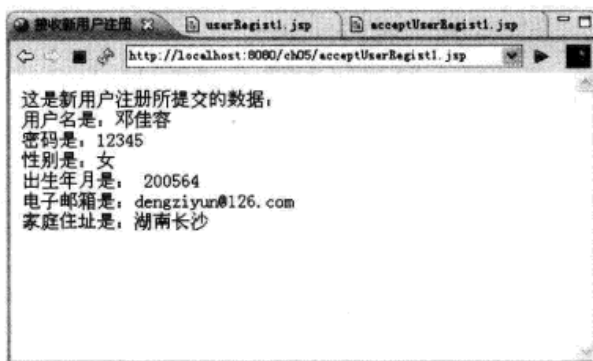 接收新用户注册 userRegist1.jsp acceptUserRegist1.jsp
http://localhost:8080/ch05/acceptUserRegist1.jsp
这是新用户注册所提交的数据：
用户名是：邓佳容
密码是：12345
性别是：女
出生年月是： 200564
电子邮箱是：dengziyun@126.com
家庭住址是：湖南长沙